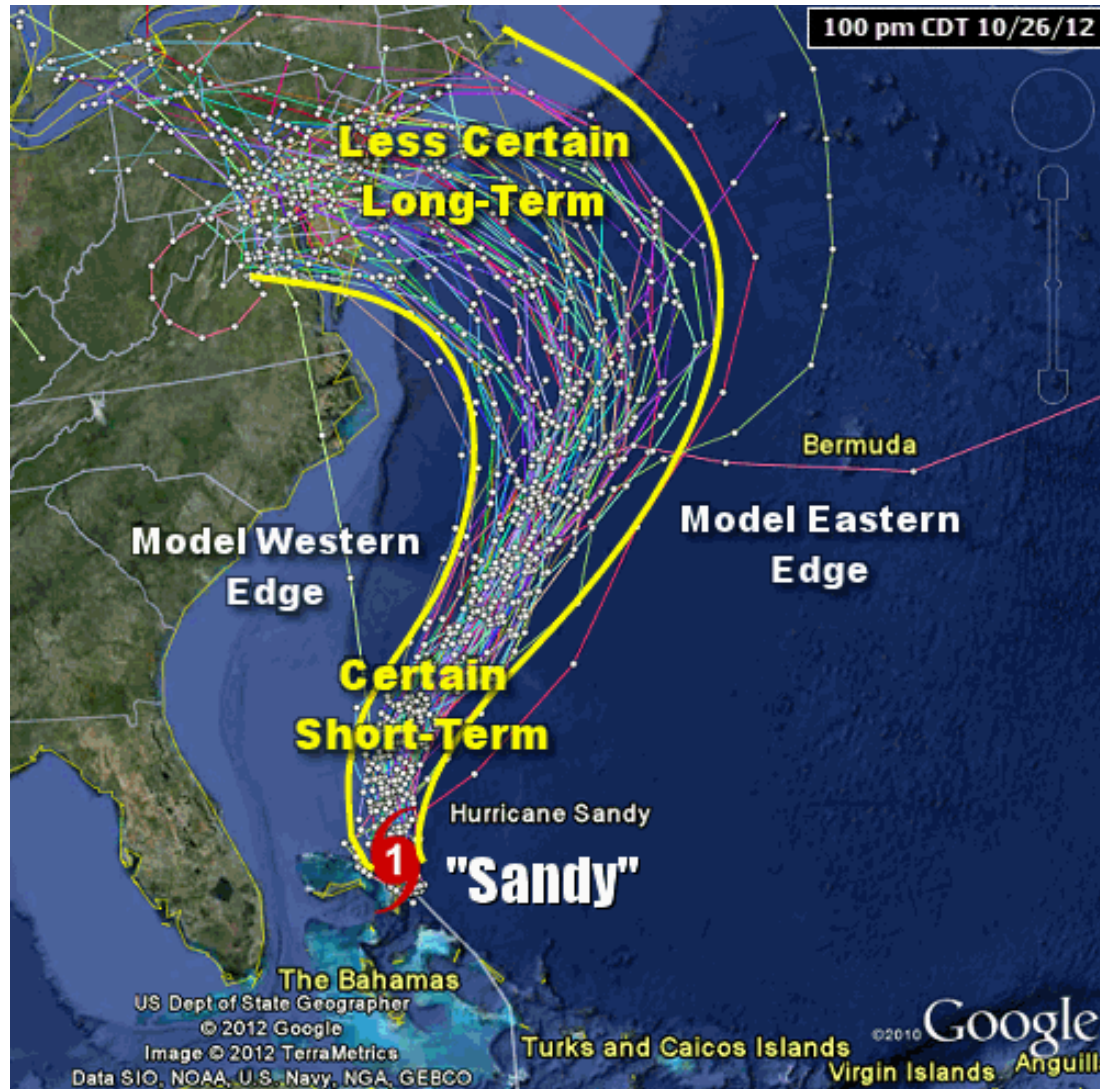 100 pm CDT 10/26/12
Less Certain
Long-Term
Bermuda
Model Western
Edge
Model Eastern
Edge
Certain
Short-Term
Hurricane Sandy
1
"Sandy"
The Bahamas
US Dept of State Geographer
© 2012 Google
Image © 2012 TerraMetrics
Data SIO, NOAA, U.S. Navy, NGA, GEBCO
©2010 Google
Turks and Caicos Islands
Virgin Islands
Anguill